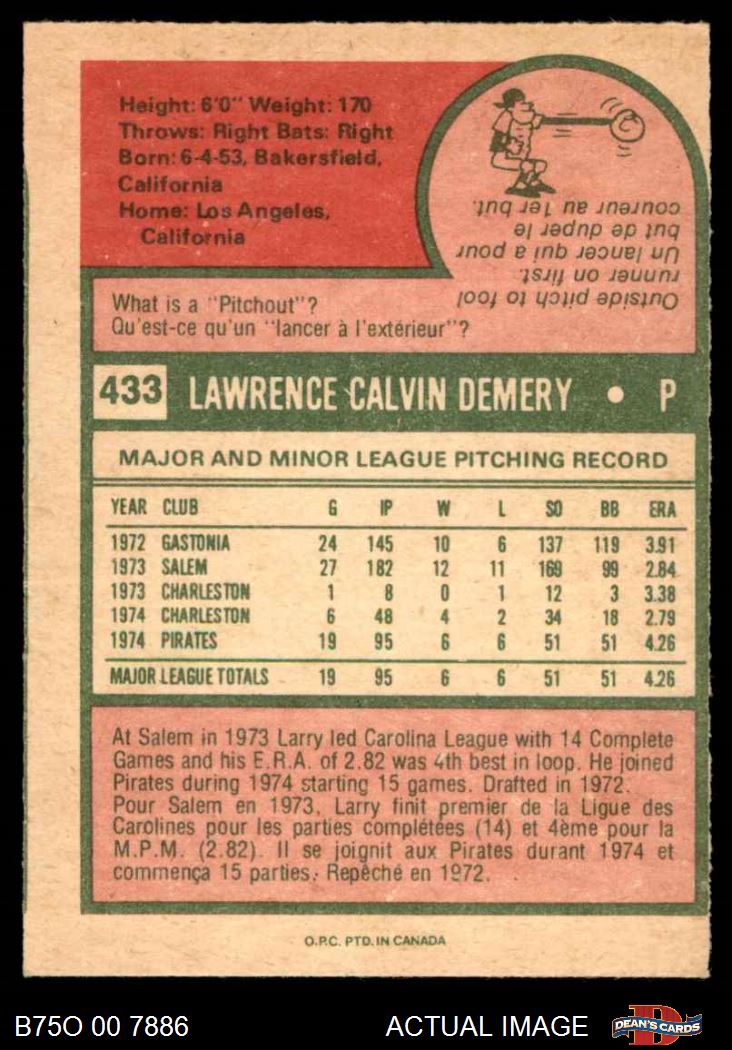 Height: 6'0" Weight: 170
Throws: Right Bats: Right
Born: 6-4-53, Bakersfield,
California
Home: Los Angeles,
California
What is a "Pitchout"?
Qu'est-ce qu'un "lancer à l'extérieur"?
Outside pitch to fool
runner on first.
Un lancer qui a pour
but de duper le
coureur au 1er but.
433 LAWRENCE CALVIN DEMERY • P
MAJOR AND MINOR LEAGUE PITCHING RECORD
YEAR CLUB G IP W L SO BB ERA
1972 GASTONIA 24 145 10 6 137 119 3.91
1973 SALEM 27 182 12 11 169 99 2.84
1973 CHARLESTON 1 8 0 1 12 3 3.38
1974 CHARLESTON 6 48 4 2 34 18 2.79
1974 PIRATES 19 95 6 6 51 51 4.26
MAJOR LEAGUE TOTALS 19 95 6 6 51 51 4.26
At Salem in 1973 Larry led Carolina League with 14 Complete
Games and his E.R.A. of 2.82 was 4th best in loop. He joined
Pirates during 1974 starting 15 games. Drafted in 1972.
Pour Salem en 1973, Larry finit premier de la Ligue des
Carolines pour les parties complétées (14) et 4ème pour la
M.P.M. (2.82). Il se joignit aux Pirates durant 1974 et
commença 15 parties. Repêché en 1972.
O.P.C. PTD. IN CANADA
B75O 00 7886
ACTUAL IMAGE
DEAN'S CARDS